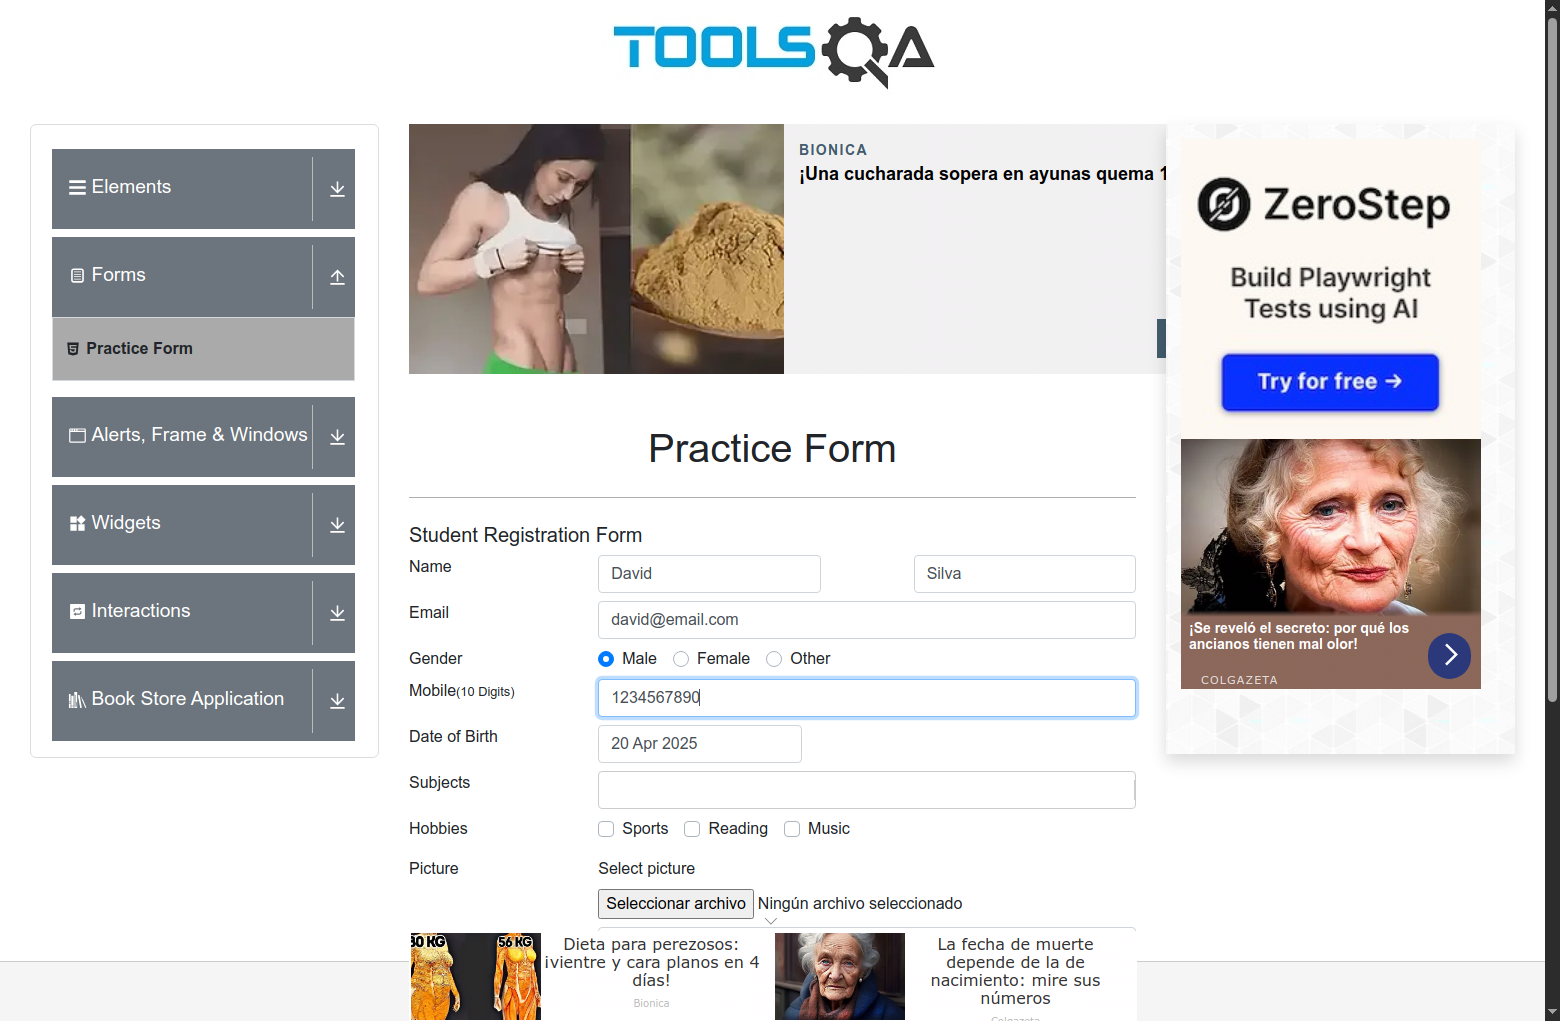 TOOLSQA
Elements
Forms
Practice Form
Alerts, Frame & Windows
Widgets
Interactions
Book Store Application
BIONICA
¡Una cucharada sopera en ayunas quema 1
Practice Form
Student Registration Form
Name
David
Silva
Email
david@email.com
Gender
Male
Female
Other
Mobile(10 Digits)
1234567890
Date of Birth
20 Apr 2025
Subjects
Hobbies
Sports
Reading
Music
Picture
Select picture
Seleccionar archivo
Ningún archivo seleccionado
80 KG
56 KG
Dieta para perezosos:
¡vientre y cara planos en 4
días!
Bionica
La fecha de muerte
depende de la de
nacimiento: mire sus
números
Colgazeta
ZeroStep
Build Playwright
Tests using AI
Try for free →
¡Se reveló el secreto: por qué los
ancianos tienen mal olor!
COLGAZETA